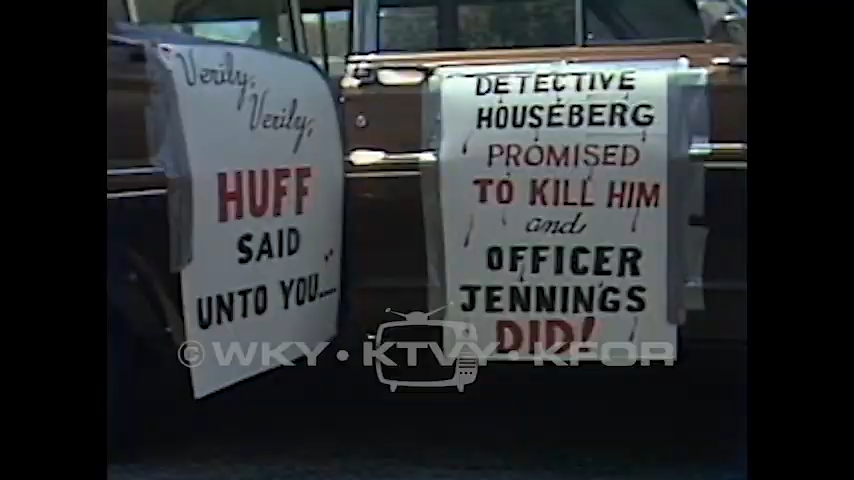 Verily,
Verily,
HUFF
SAID
UNTO YOU...
DETECTIVE
HOUSEBERG
PROMISED
TO KILL HIM
and
OFFICER
JENNINGS
DID!
© WKY • KTVY • KFOR